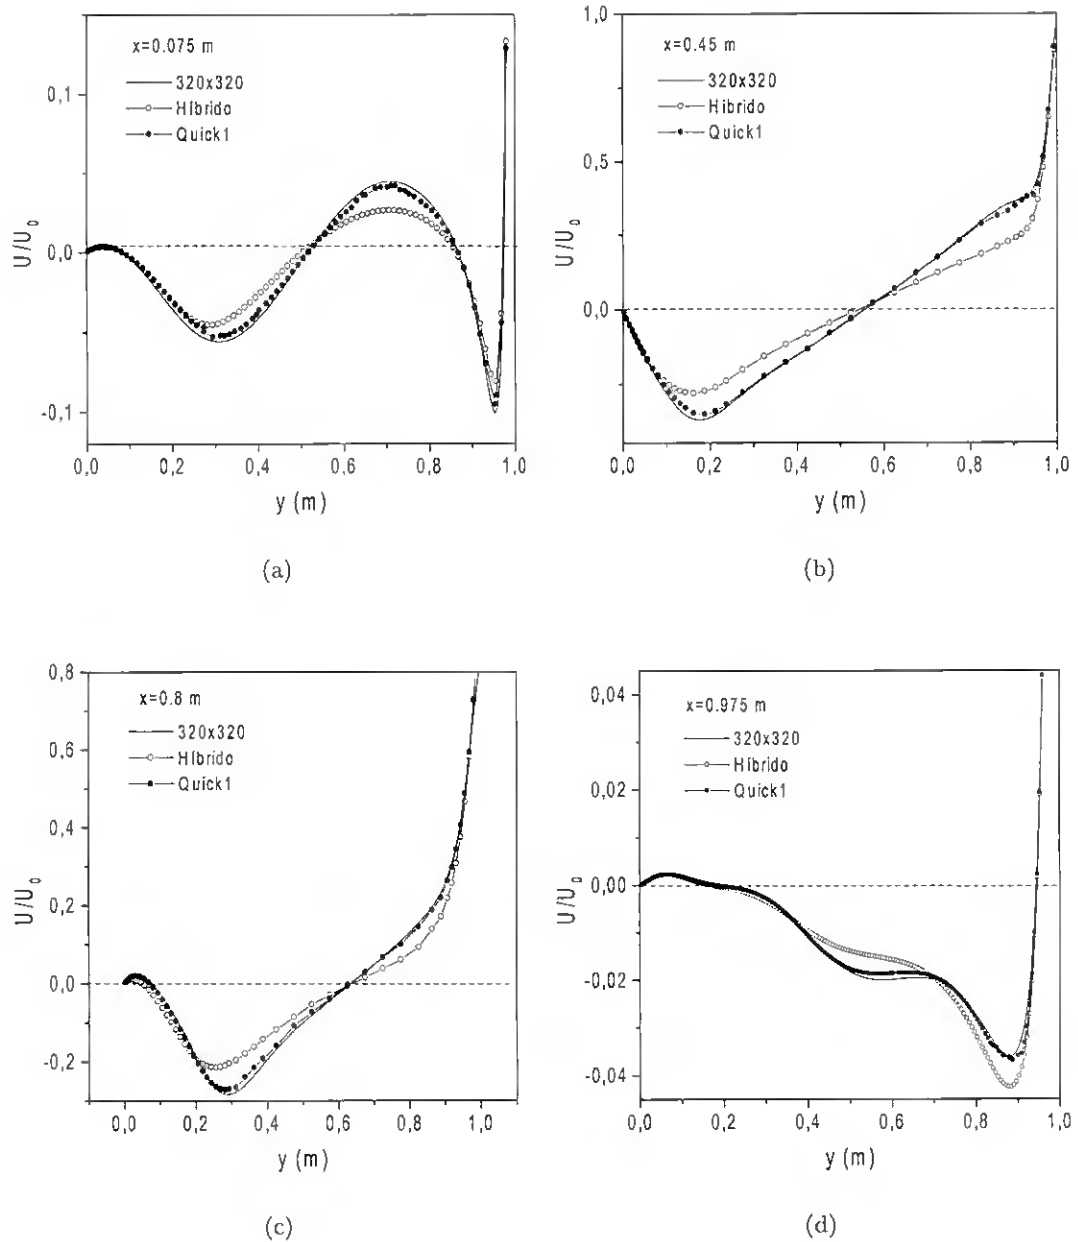 x=0.075 m
320x320
Híbrido
Quick1
0,1
0,0
-0,1
U/U₀
0,0 0,2 0,4 0,6 0,8 1,0
y (m)
(a)
x=0.45 m
320x320
Híbrido
Quick1
1,0
0,5
0,0
U/U₀
0,0 0,2 0,4 0,6 0,8 1,0
y (m)
(b)
x=0.8 m
320x320
Híbrido
Quick1
0,8
0,6
0,4
0,2
0,0
-0,2
U/U₀
0,0 0,2 0,4 0,6 0,8 1,0
y (m)
(c)
x=0.975 m
320x320
Híbrido
Quick1
0,04
0,02
0,00
-0,02
-0,04
U/U₀
0,0 0,2 0,4 0,6 0,8 1,0
y (m)
(d)